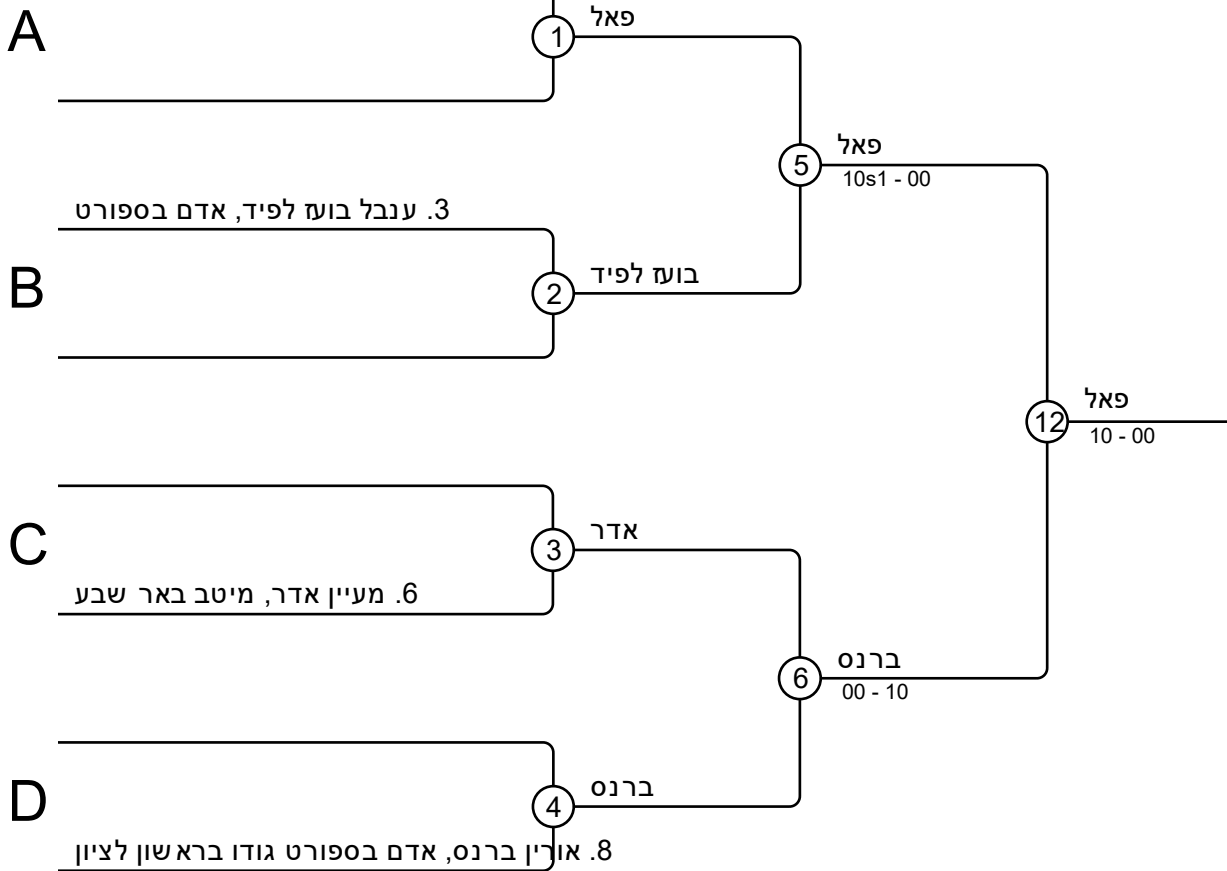 A
1
פאל
5
פאל
10s1 - 00
3. ענבל בועז לפיד, אדם בספורט
B
2
בועז לפיד
12
פאל
10 - 00
C
3
אדר
6. מעיין אדר, מיטב באר שבע
6
ברנס
00 - 10
D
4
ברנס
8. אורין ברנס, אדם בספורט גודו בראשון לציון